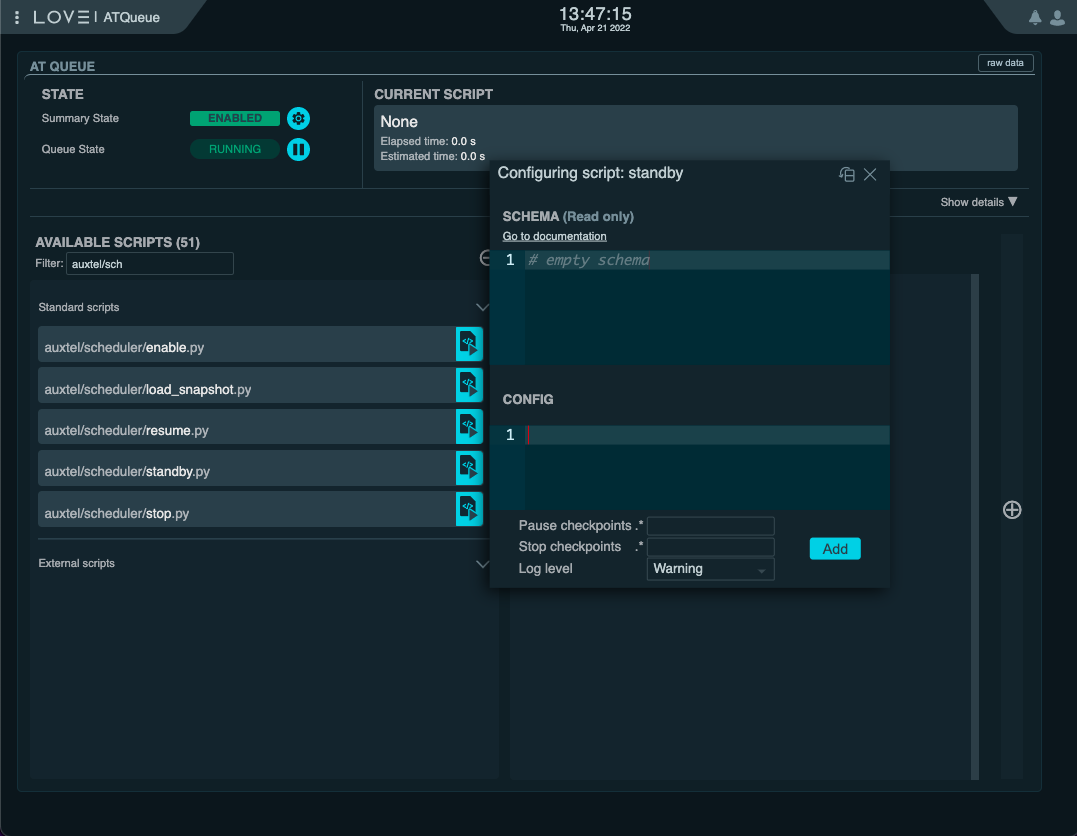 LOVE | ATQueue
13:47:15
Thu, Apr 21 2022
AT QUEUE
raw data
STATE
Summary State ENABLED
Queue State RUNNING
CURRENT SCRIPT
None
Elapsed time: 0.0 s
Estimated time: 0.0 s
Show details ▼
AVAILABLE SCRIPTS (51)
Filter: auxtel/sch
Standard scripts
auxtel/scheduler/enable.py
auxtel/scheduler/load_snapshot.py
auxtel/scheduler/resume.py
auxtel/scheduler/standby.py
auxtel/scheduler/stop.py
External scripts
Configuring script: standby
SCHEMA (Read only)
Go to documentation
1 # empty schema
CONFIG
1
Pause checkpoints .*
Stop checkpoints .*
Log level Warning
Add